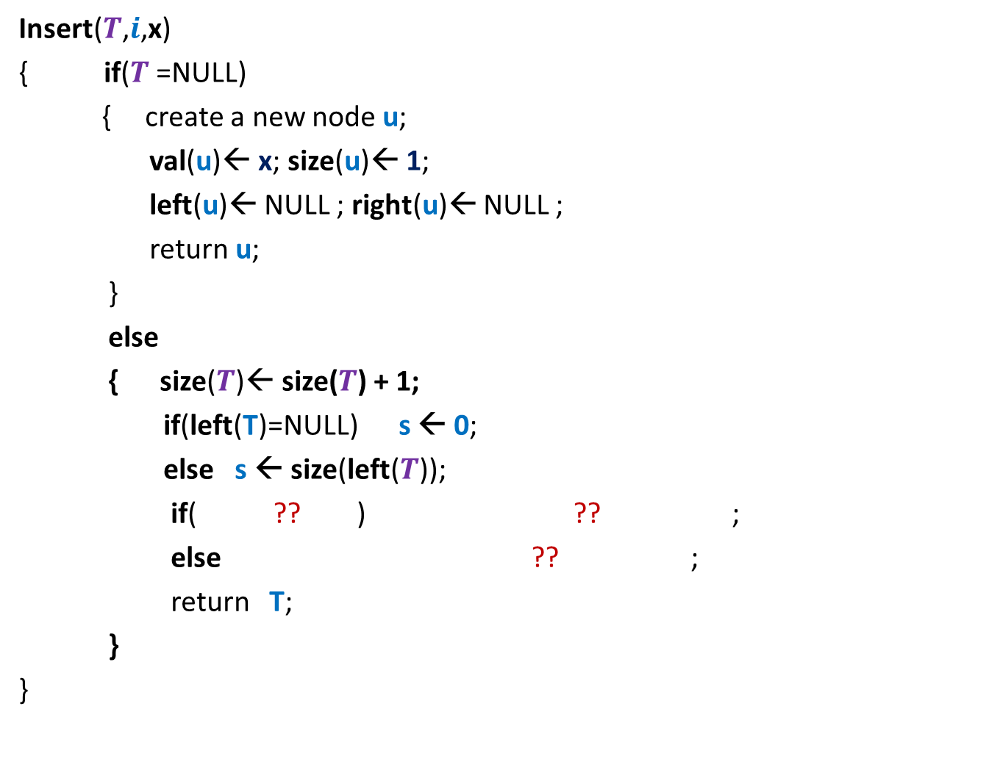 Insert(T,i,x)
{ if(T =NULL)
{ create a new node u;
val(u)← x; size(u)← 1;
left(u)← NULL ; right(u)← NULL ;
return u;
}
else
{ size(T)← size(T) + 1;
if(left(T)=NULL) s ← 0;
else s ← size(left(T));
if( ?? ) ?? ;
else ?? ;
return T;
}
}